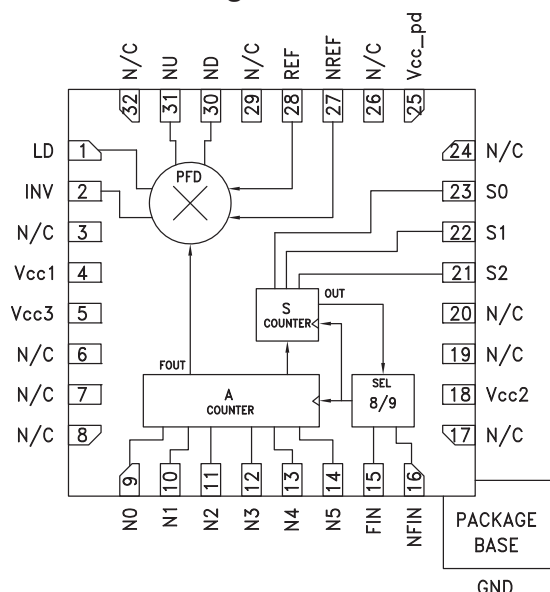 N/C
NU
ND
N/C
REF
NREF
N/C
Vcc_pd
32
31
30
29
28
27
26
25
LD 1
INV 2
N/C 3
Vcc1 4
Vcc3 5
N/C 6
N/C 7
N/C 8
PFD
24 N/C
23 S0
22 S1
21 S2
20 N/C
19 N/C
18 Vcc2
17 N/C
OUT
S
COUNTER
FOUT
A
COUNTER
SEL
8/9
9
10
11
12
13
14
15
16
N0
N1
N2
N3
N4
N5
FIN
NFIN
PACKAGE
BASE
GND